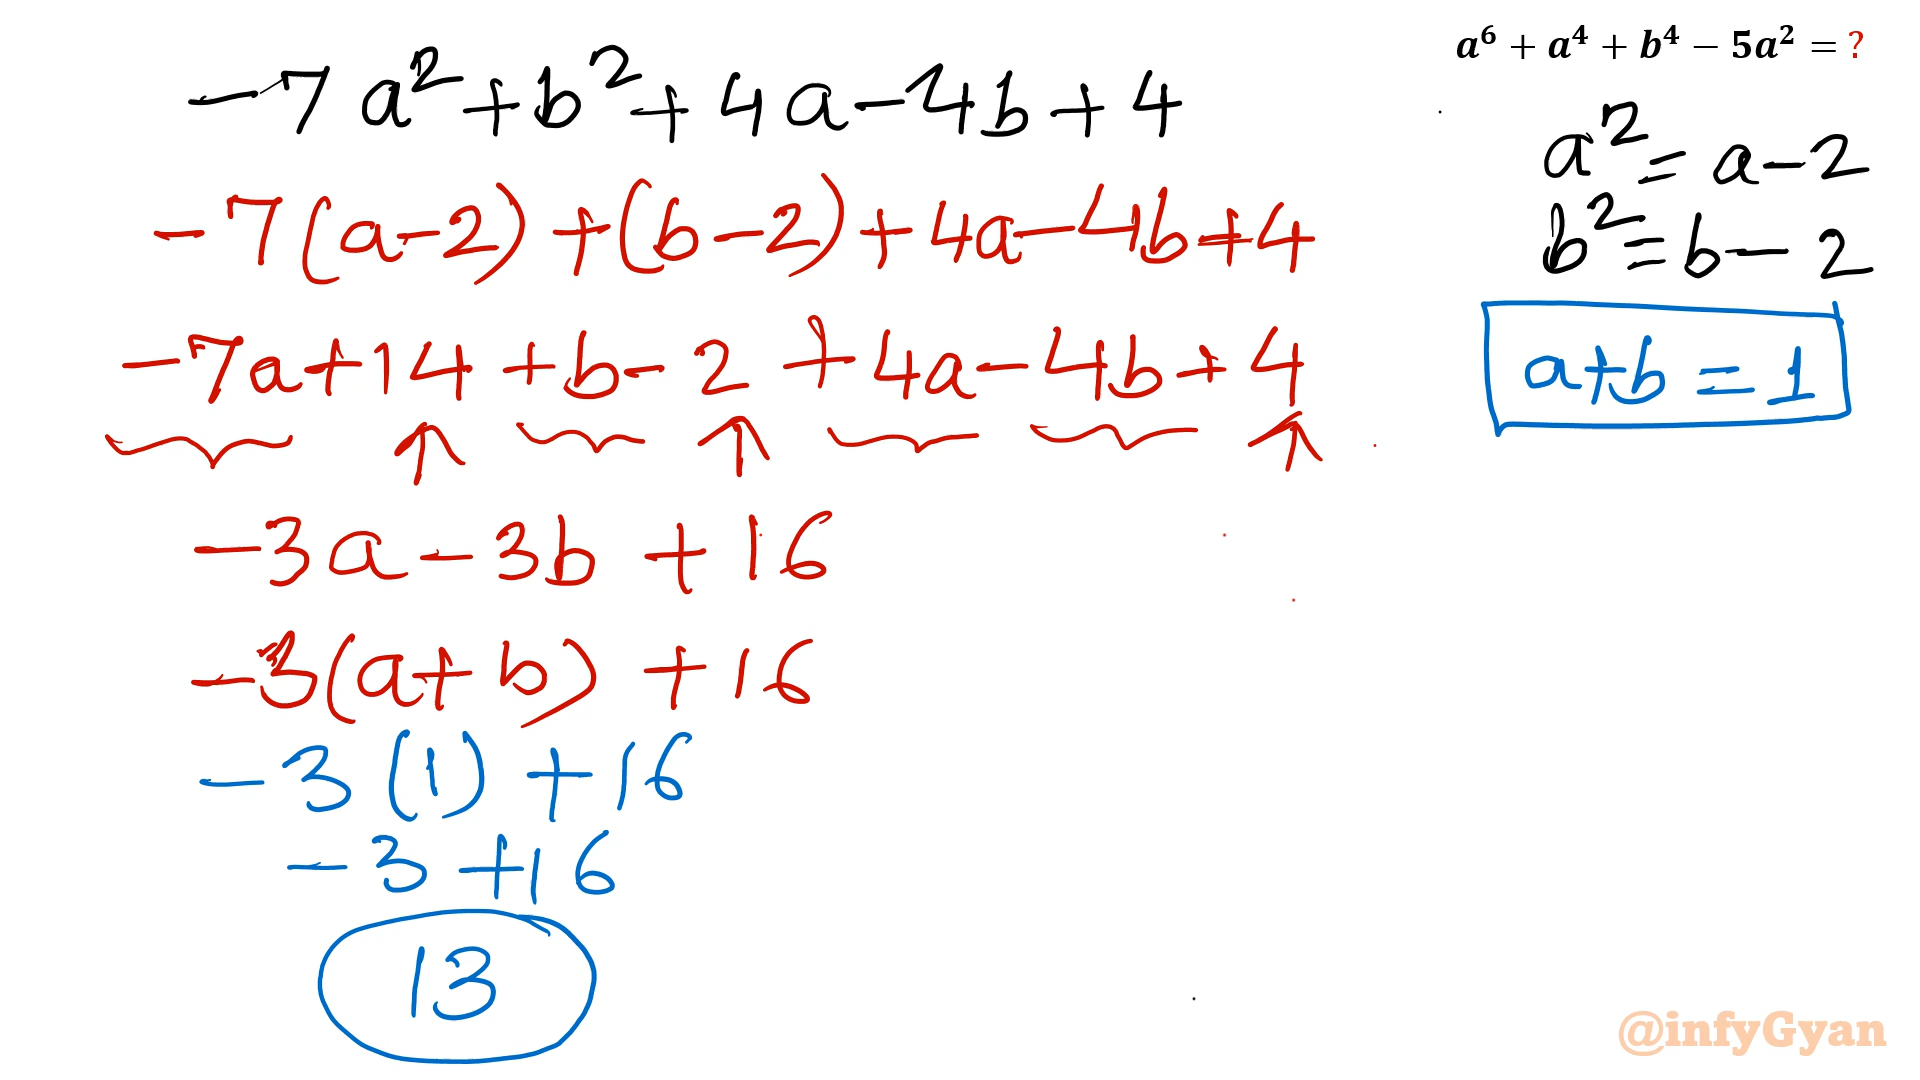 a⁶ + a⁴ + b⁴ − 5a² = ?
-7a² + b² + 4a - 4b + 4
a² = a - 2
-7(a-2) + (b-2) + 4a - 4b + 4
b² = b - 2
-7a + 14 + b - 2 + 4a - 4b + 4
a + b = 1
-3a - 3b + 16
-3(a+b) + 16
-3(1) + 16
-3 + 16
13
@infyGyan